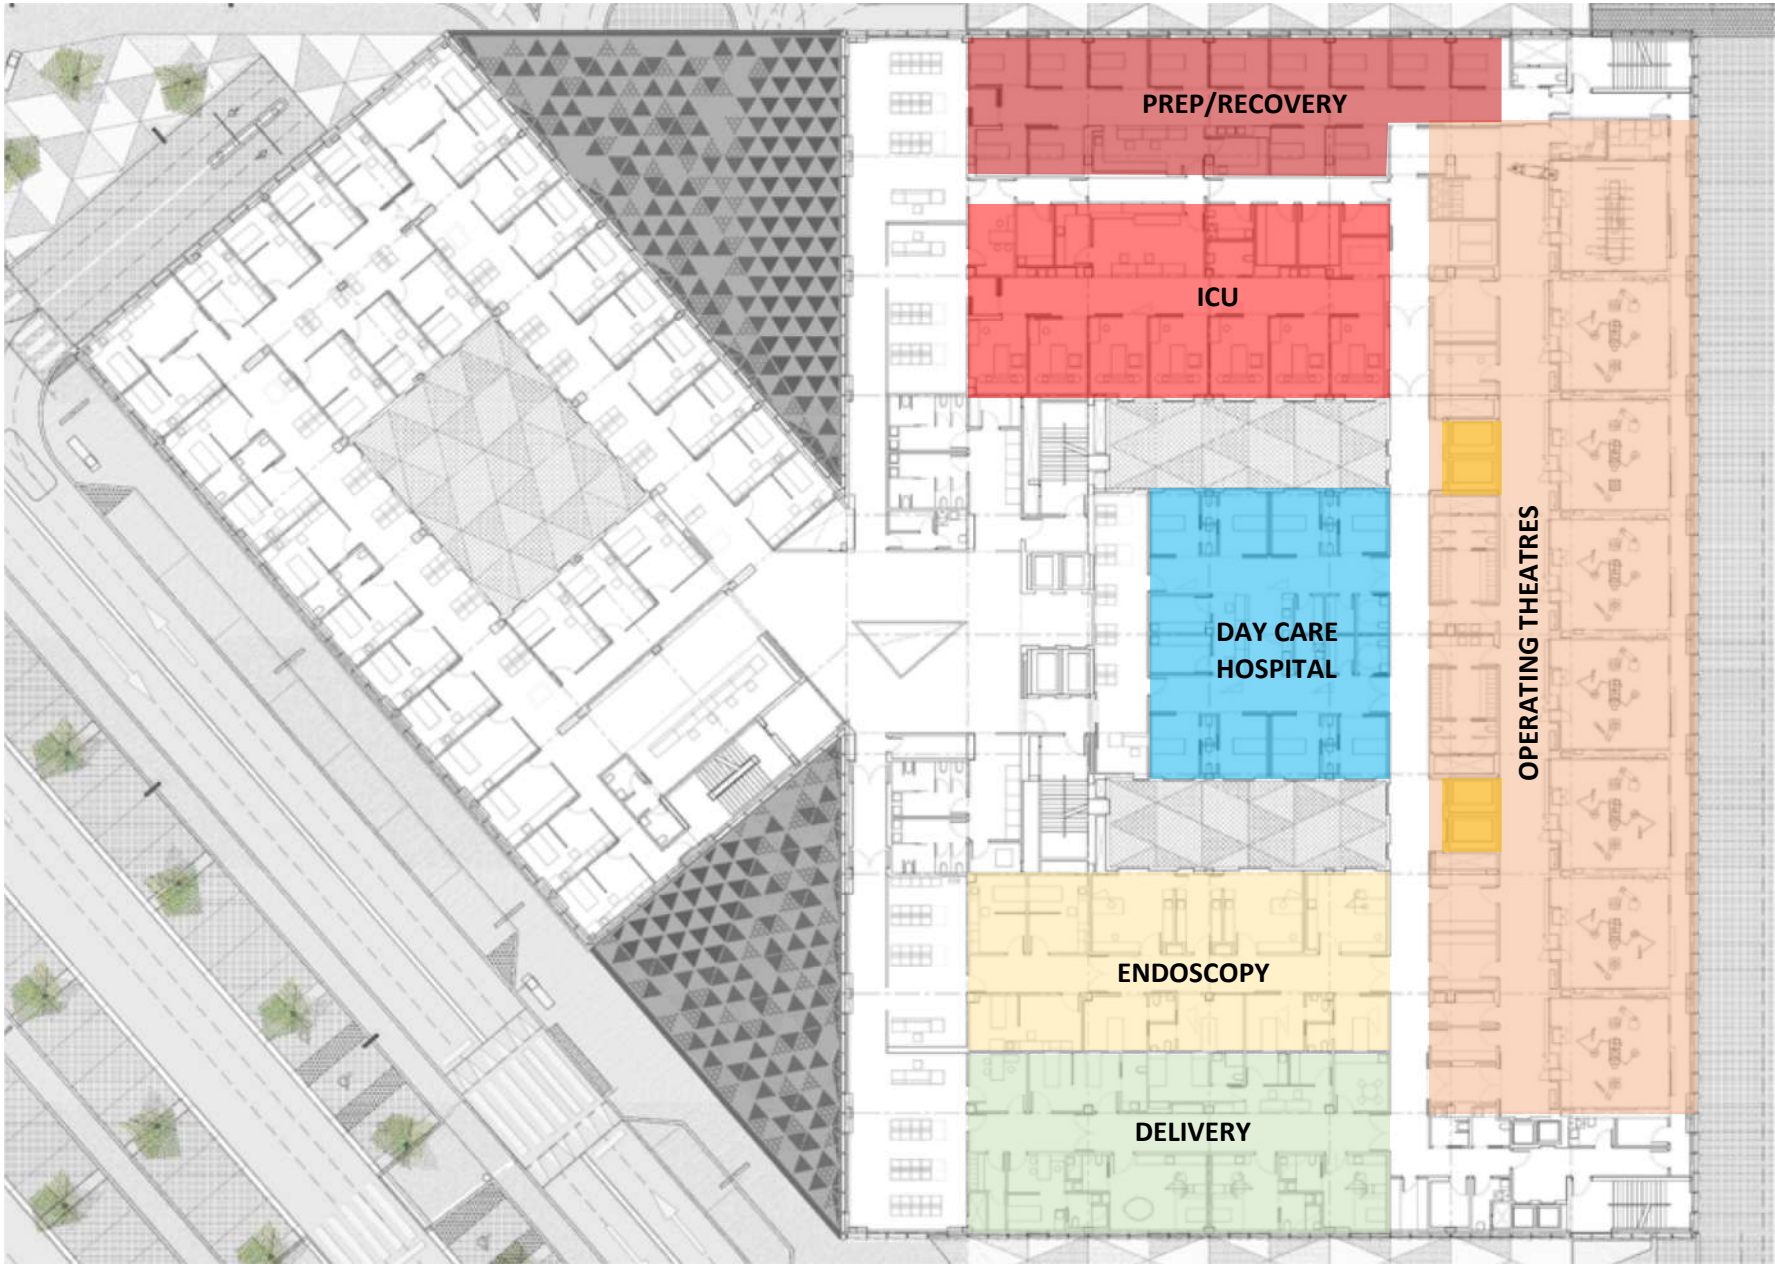 PREP/RECOVERY
ICU
DAY CARE
HOSPITAL
OPERATING THEATRES
ENDOSCOPY
DELIVERY